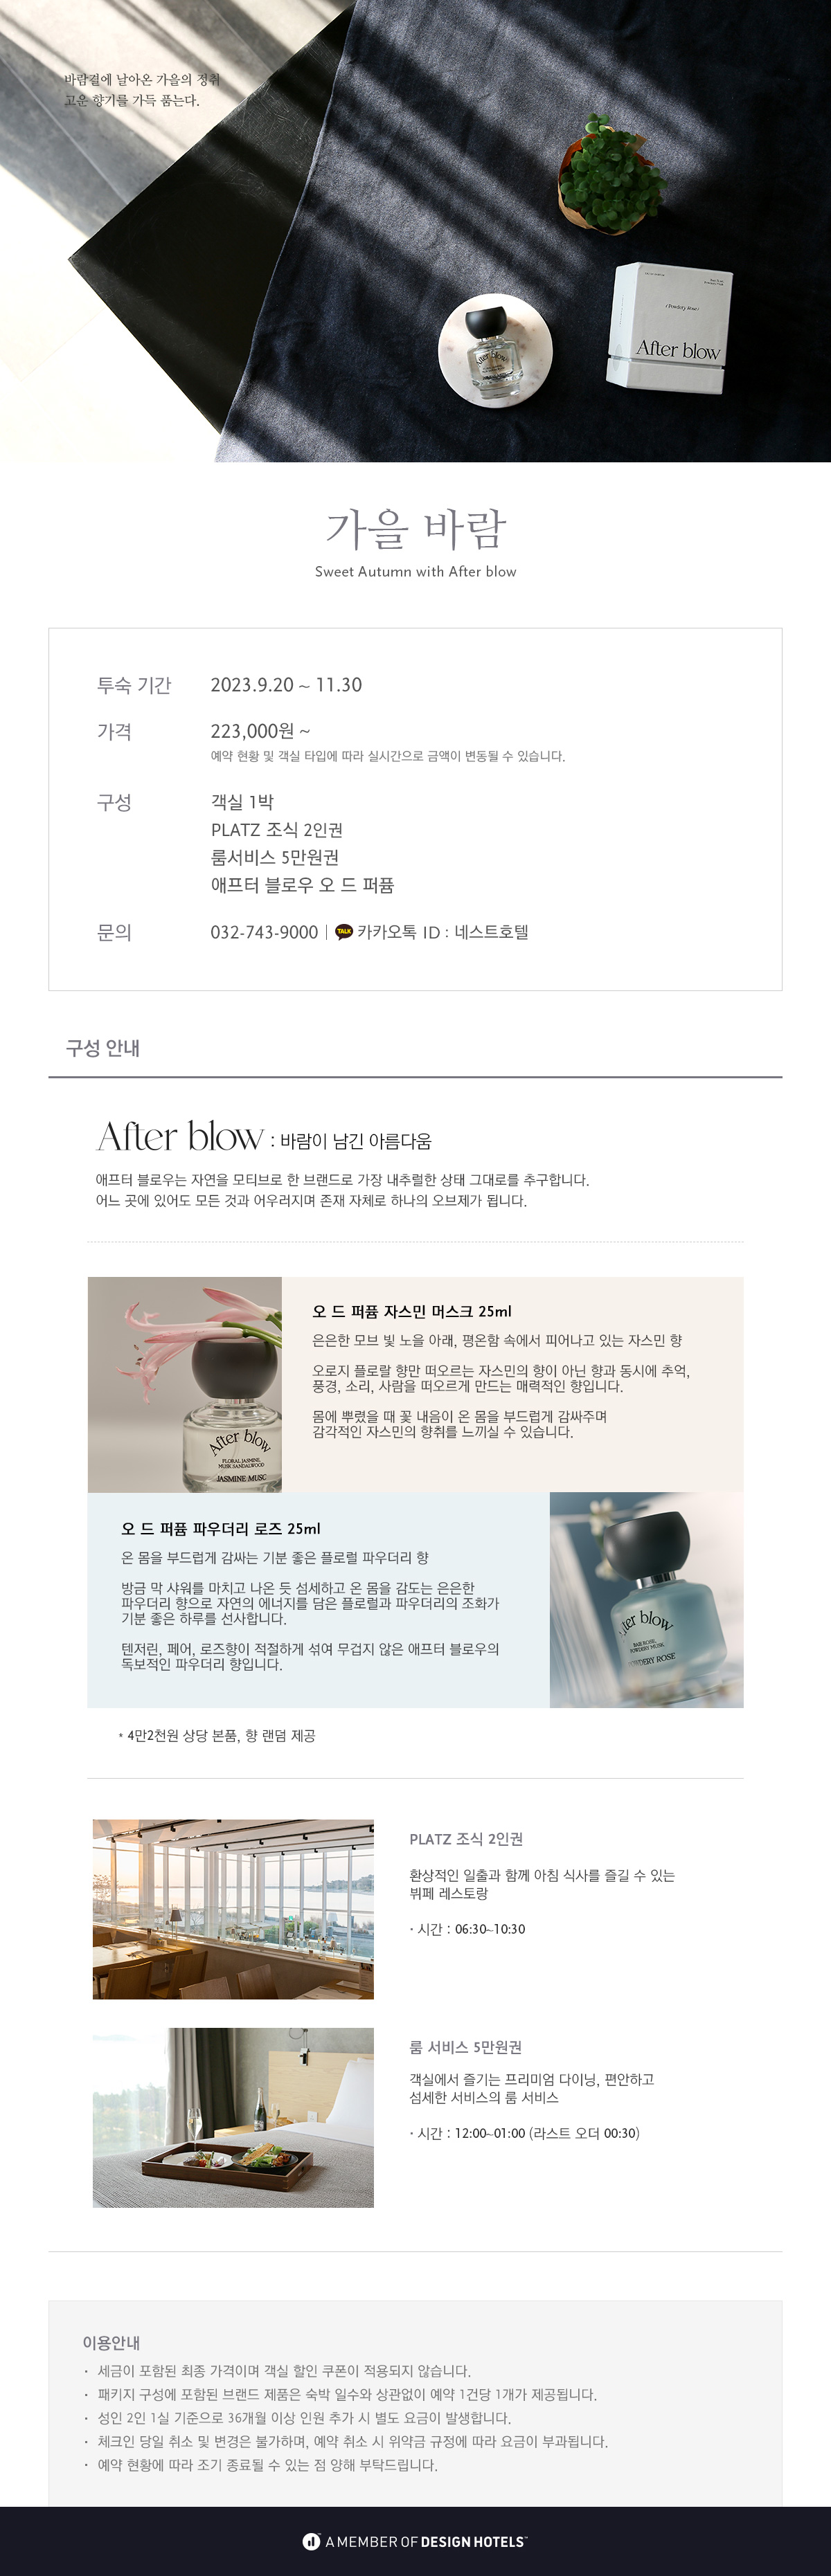 바람결에 날아온 가을의 정취
고운 향기를 가득 품는다.
(Powdery Rose)
After blow
After blow
가을 바람
Sweet Autumn with After blow
투숙 기간 2023.9.20 ~ 11.30
가격 223,000원 ~
예약 현황 및 객실 타입에 따라 실시간으로 금액이 변동될 수 있습니다.
구성 객실 1박
PLATZ 조식 2인권
룸서비스 5만원권
애프터 블로우 오 드 퍼퓸
문의 032-743-9000 | TALK 카카오톡 ID : 네스트호텔
구성 안내
After blow : 바람이 남긴 아름다움
애프터 블로우는 자연을 모티브로 한 브랜드로 가장 내추럴한 상태 그대로를 추구합니다.
어느 곳에 있어도 모든 것과 어우러지며 존재 자체로 하나의 오브제가 됩니다.
After blow
FLORAL JASMINE,
MUSK SANDALWOOD
JASMINE MUSC
오 드 퍼퓸 자스민 머스크 25ml
은은한 모브 빛 노을 아래, 평온함 속에서 피어나고 있는 자스민 향
오로지 플로랄 향만 떠오르는 자스민의 향이 아닌 향과 동시에 추억,
풍경, 소리, 사람을 떠오르게 만드는 매력적인 향입니다.
몸에 뿌렸을 때 꽃 내음이 온 몸을 부드럽게 감싸주며
감각적인 자스민의 향취를 느끼실 수 있습니다.
오 드 퍼퓸 파우더리 로즈 25ml
온 몸을 부드럽게 감싸는 기분 좋은 플로럴 파우더리 향
방금 막 샤워를 마치고 나온 듯 섬세하고 온 몸을 감도는 은은한
파우더리 향으로 자연의 에너지를 담은 플로럴과 파우더리의 조화가
기분 좋은 하루를 선사합니다.
텐저린, 페어, 로즈향이 적절하게 섞여 무겁지 않은 애프터 블로우의
독보적인 파우더리 향입니다.
fter blow
BABI ROSE,
POWDERY MUSK
OWDERY ROSE
* 4만2천원 상당 본품, 향 랜덤 제공
PLATZ 조식 2인권
환상적인 일출과 함께 아침 식사를 즐길 수 있는
뷔페 레스토랑
· 시간 : 06:30~10:30
룸 서비스 5만원권
객실에서 즐기는 프리미엄 다이닝, 편안하고
섬세한 서비스의 룸 서비스
· 시간 : 12:00~01:00 (라스트 오더 00:30)
이용안내
· 세금이 포함된 최종 가격이며 객실 할인 쿠폰이 적용되지 않습니다.
· 패키지 구성에 포함된 브랜드 제품은 숙박 일수와 상관없이 예약 1건당 1개가 제공됩니다.
· 성인 2인 1실 기준으로 36개월 이상 인원 추가 시 별도 요금이 발생합니다.
· 체크인 당일 취소 및 변경은 불가하며, 예약 취소 시 위약금 규정에 따라 요금이 부과됩니다.
· 예약 현황에 따라 조기 종료될 수 있는 점 양해 부탁드립니다.
A MEMBER OF DESIGN HOTELS™